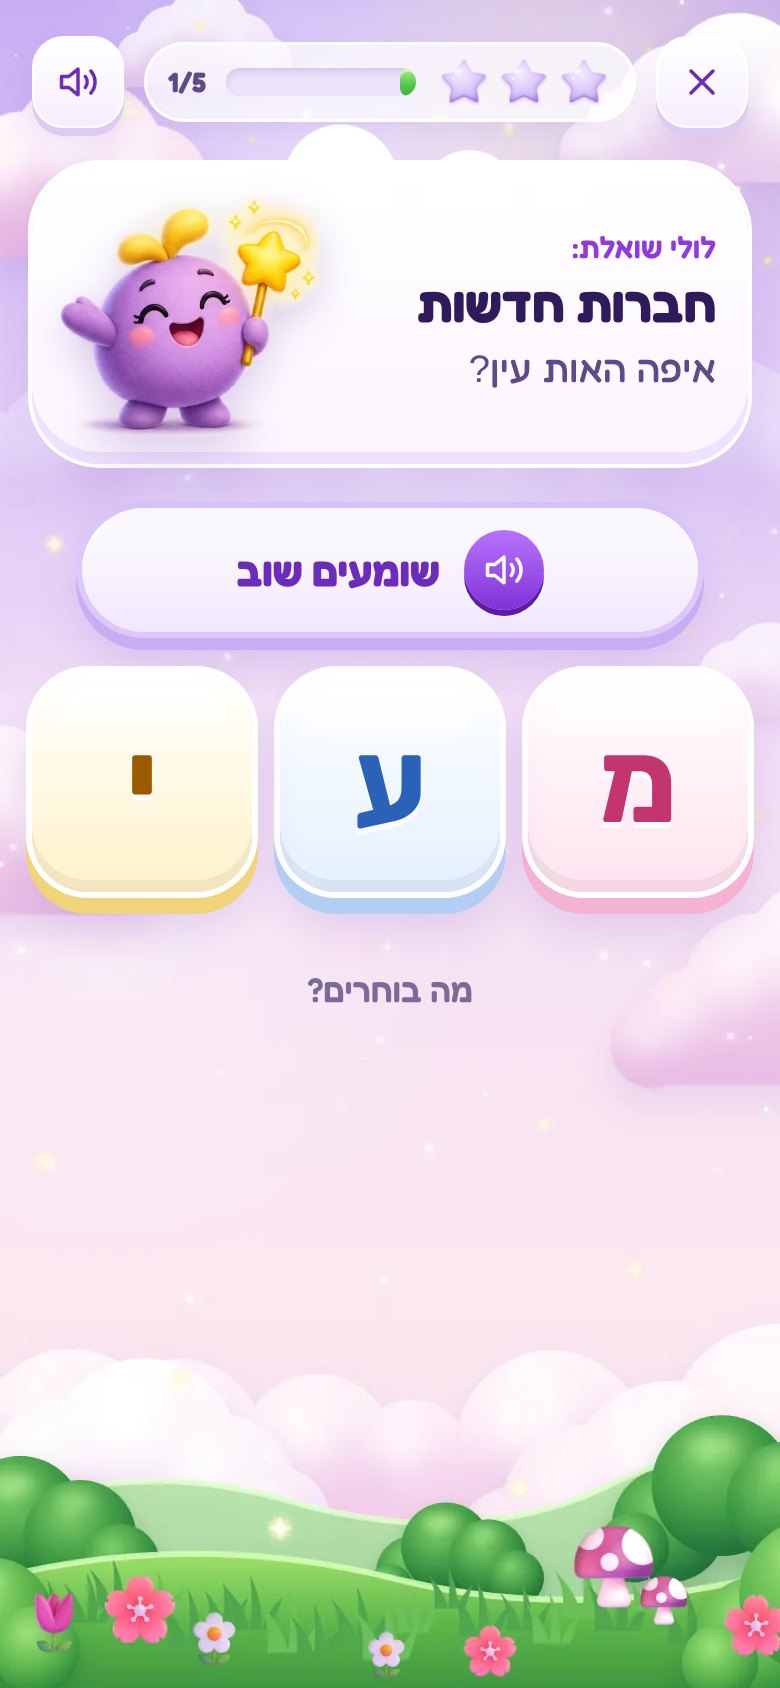 1/5
לולי שואלת:
חברות חדשות
איפה האות עין?
שומעים שוב
מ
ע
י
מה בוחרים?